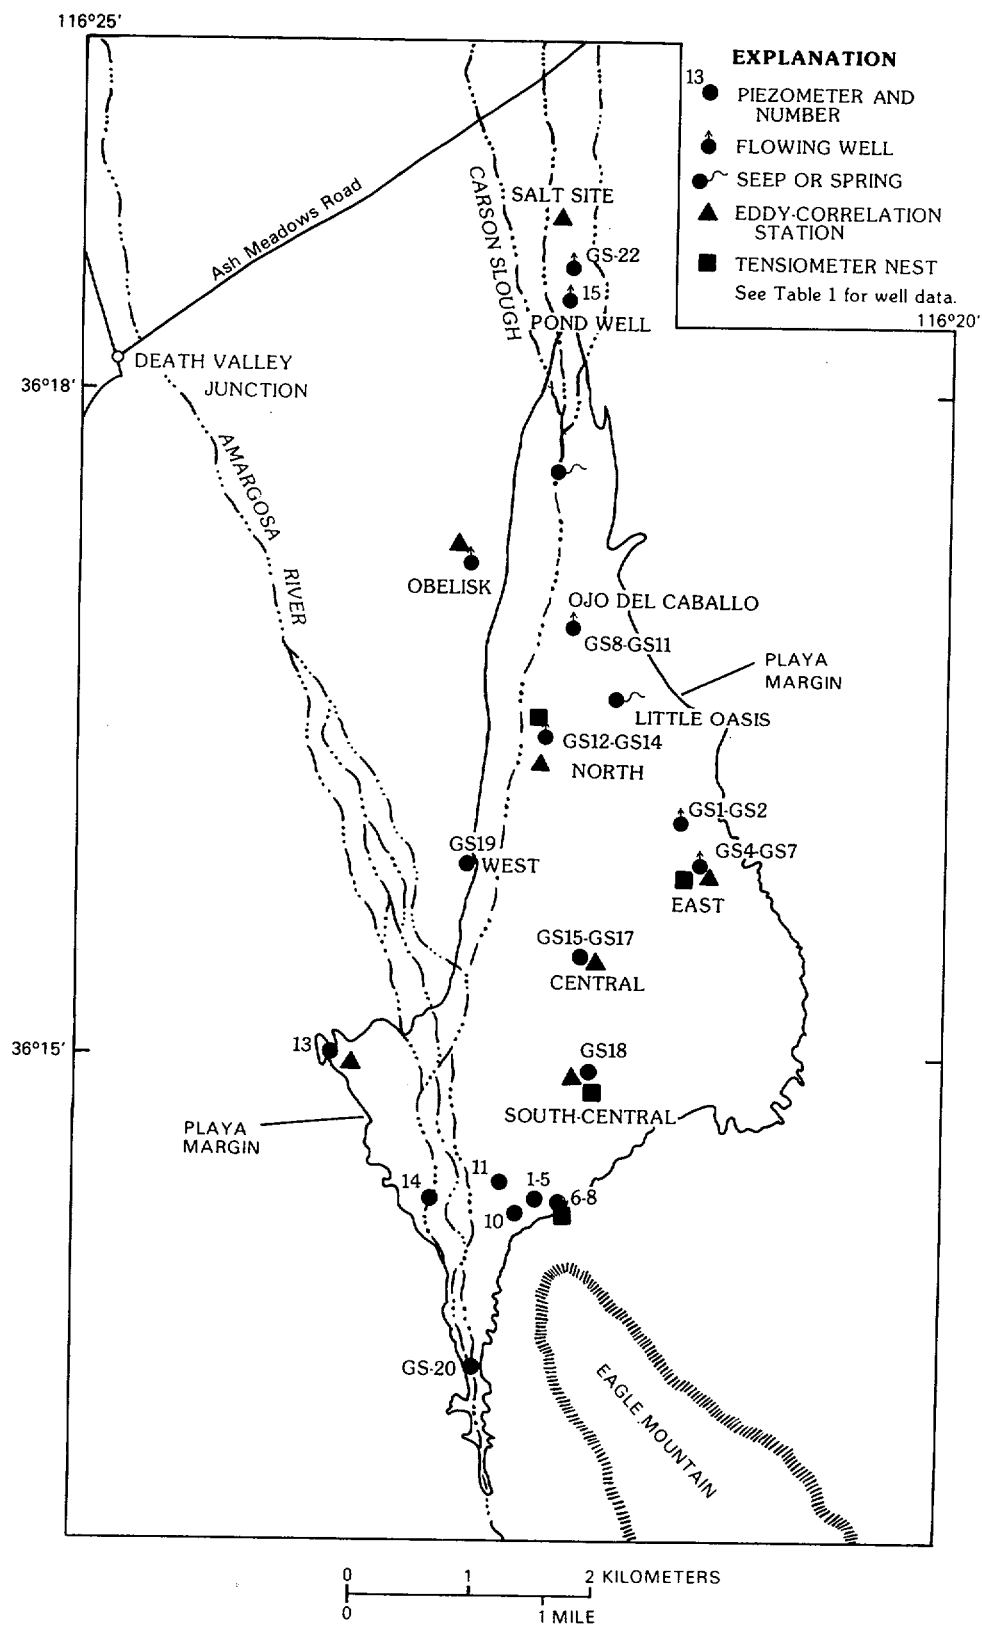 116°25′
EXPLANATION
13
PIEZOMETER AND
NUMBER
FLOWING WELL
SEEP OR SPRING
EDDY-CORRELATION
STATION
TENSIOMETER NEST
See Table 1 for well data.
116°20′
Ash Meadows Road
CARSON SLOUGH
SALT SITE
GS-22
15
POND WELL
DEATH VALLEY
JUNCTION
36°18′
AMARGOSA
RIVER
OBELISK
OJO DEL CABALLO
GS8-GS11
PLAYA
MARGIN
LITTLE OASIS
GS12-GS14
NORTH
GS1-GS2
GS19
WEST
GS4-GS7
EAST
GS15-GS17
CENTRAL
36°15′
13
GS18
SOUTH-CENTRAL
PLAYA
MARGIN
14
11
1-5
6-8
10
GS-20
EAGLE MOUNTAIN
0 1 2 KILOMETERS
0 1 MILE